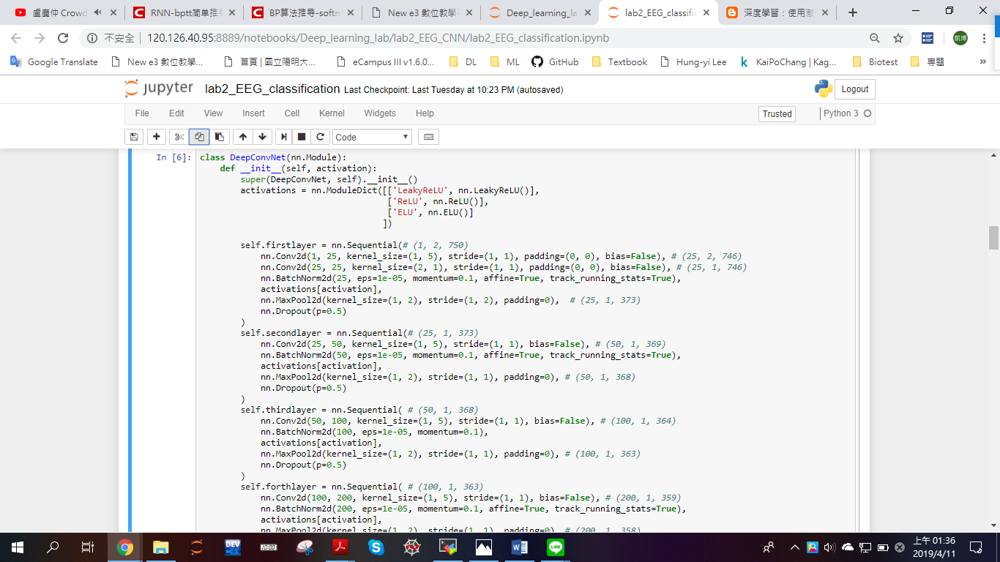 盧廣仲 Crowd
RNN-bptt简单推
BP算法推导-softm
New e3 數位教學
Deep_learning_la
lab2_EEG_classific
深度學習：使用激
不安全 | 120.126.40.95:8889/notebooks/Deep_learning_lab/lab2_EEG_CNN/lab2_EEG_classification.ipynb
凱博
Google Translate
New e3 數位教學...
首頁 | 國立陽明大...
eCampus III v1.6.0...
DL
ML
GitHub
Textbook
Hung-yi Lee
KaiPoChang | Kag...
Biotest
專題
»
jupyter lab2_EEG_classification Last Checkpoint: Last Tuesday at 10:23 PM (autosaved)
Logout
File Edit View Insert Cell Kernel Widgets Help
Trusted
Python 3
Code
In [6]:
class DeepConvNet(nn.Module):
    def __init__(self, activation):
        super(DeepConvNet, self).__init__()
        activations = nn.ModuleDict([['LeakyReLU', nn.LeakyReLU()],
                                     ['ReLU', nn.ReLU()],
                                     ['ELU', nn.ELU()]
                                    ])
        self.firstlayer = nn.Sequential(# (1, 2, 750)
            nn.Conv2d(1, 25, kernel_size=(1, 5), stride=(1, 1), padding=(0, 0), bias=False), # (25, 2, 746)
            nn.Conv2d(25, 25, kernel_size=(2, 1), stride=(1, 1), padding=(0, 0), bias=False), # (25, 1, 746)
            nn.BatchNorm2d(25, eps=1e-05, momentum=0.1, affine=True, track_running_stats=True),
            activations[activation],
            nn.MaxPool2d(kernel_size=(1, 2), stride=(1, 2), padding=0),  # (25, 1, 373)
            nn.Dropout(p=0.5)
        )
        self.secondlayer = nn.Sequential(# (25, 1, 373)
            nn.Conv2d(25, 50, kernel_size=(1, 5), stride=(1, 1), bias=False), # (50, 1, 369)
            nn.BatchNorm2d(50, eps=1e-05, momentum=0.1, affine=True, track_running_stats=True),
            activations[activation],
            nn.MaxPool2d(kernel_size=(1, 2), stride=(1, 1), padding=0), # (50, 1, 368)
            nn.Dropout(p=0.5)
        )
        self.thirdlayer = nn.Sequential( # (50, 1, 368)
            nn.Conv2d(50, 100, kernel_size=(1, 5), stride=(1, 1), bias=False), # (100, 1, 364)
            nn.BatchNorm2d(100, eps=1e-05, momentum=0.1),
            activations[activation],
            nn.MaxPool2d(kernel_size=(1, 2), stride=(1, 1), padding=0), # (100, 1, 363)
            nn.Dropout(p=0.5)
        )
        self.forthlayer = nn.Sequential( # (100, 1, 363)
            nn.Conv2d(100, 200, kernel_size=(1, 5), stride=(1, 1), bias=False), # (200, 1, 359)
            nn.BatchNorm2d(200, eps=1e-05, momentum=0.1, affine=True, track_running_stats=True),
            activations[activation],
            nn.MaxPool2d(kernel_size=(1, 2), stride=(1, 1), padding=0), # (200, 1, 358)
DEV
LINE
上午 01:36
2019/4/11